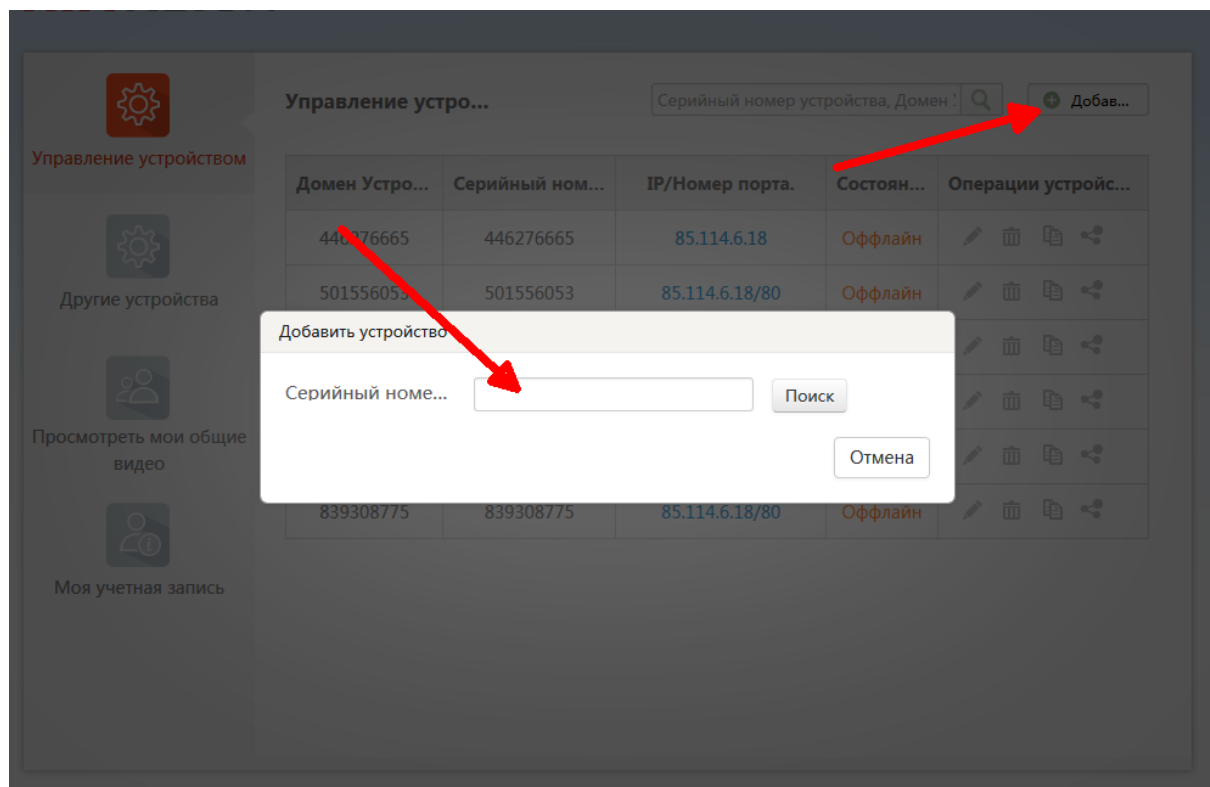 Управление устро...
Серийный номер устройства, Домен
Добав...
Управление устройством
Другие устройства
Просмотреть мои общие
видео
Моя учетная запись
Домен Устро... Серийный ном... IP/Номер порта. Состоян... Операции устройс...
446276665 446276665 85.114.6.18 Оффлайн
501556053 501556053 85.114.6.18/80 Оффлайн
Добавить устройство
Серийный номе...
Поиск
Отмена
839308775 839308775 85.114.6.18/80 Оффлайн